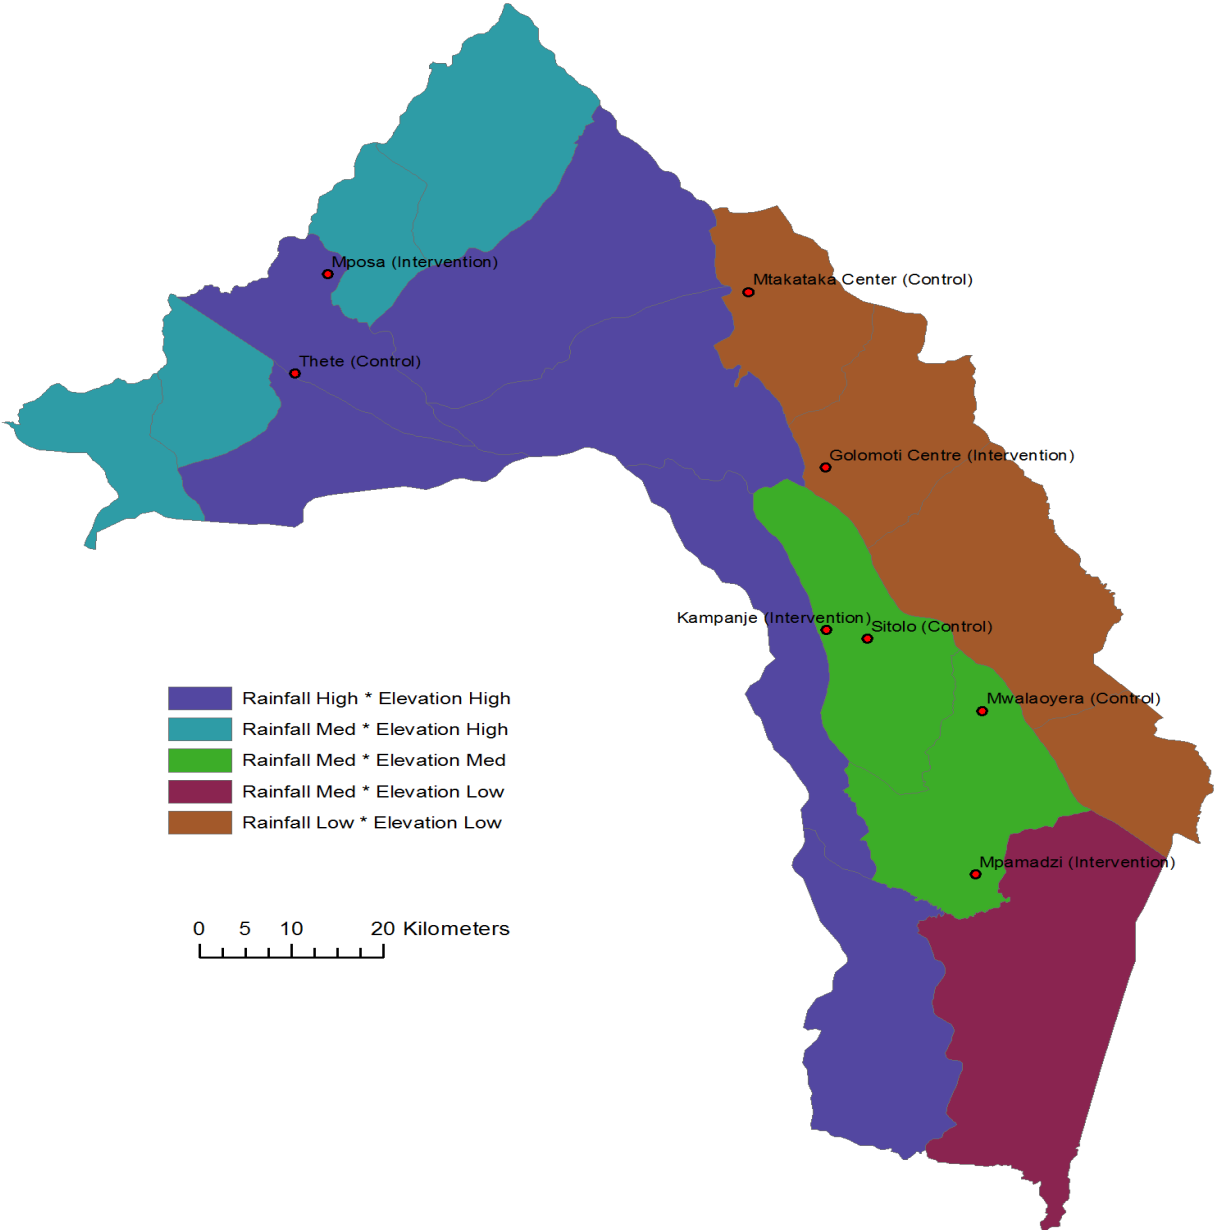 Mposa (Intervention)
Mtakataka Center (Control)
Thete (Control)
Golomoti Centre (Intervention)
Kampanje (Intervention)
Sitolo (Control)
Mwalaoyera (Control)
Mpamadzi (Intervention)
Rainfall High * Elevation High
Rainfall Med * Elevation High
Rainfall Med * Elevation Med
Rainfall Med * Elevation Low
Rainfall Low * Elevation Low
0 5 10 20 Kilometers